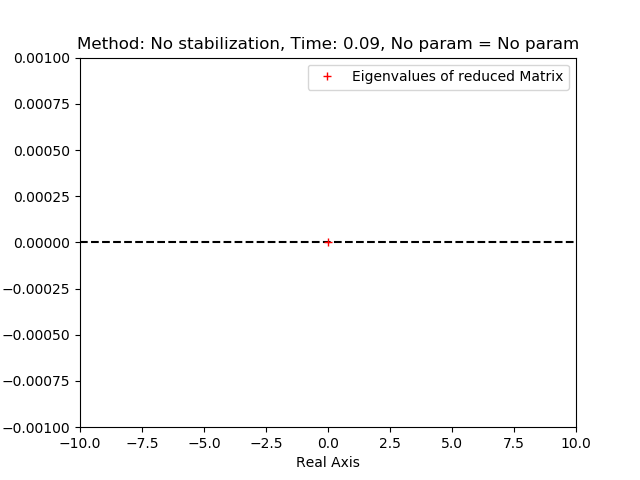 Method: No stabilization, Time: 0.09, No param = No param
Eigenvalues of reduced Matrix
0.00100
0.00075
0.00050
0.00025
0.00000
−0.00025
−0.00050
−0.00075
−0.00100
−10.0 −7.5 −5.0 −2.5 0.0 2.5 5.0 7.5 10.0
Real Axis